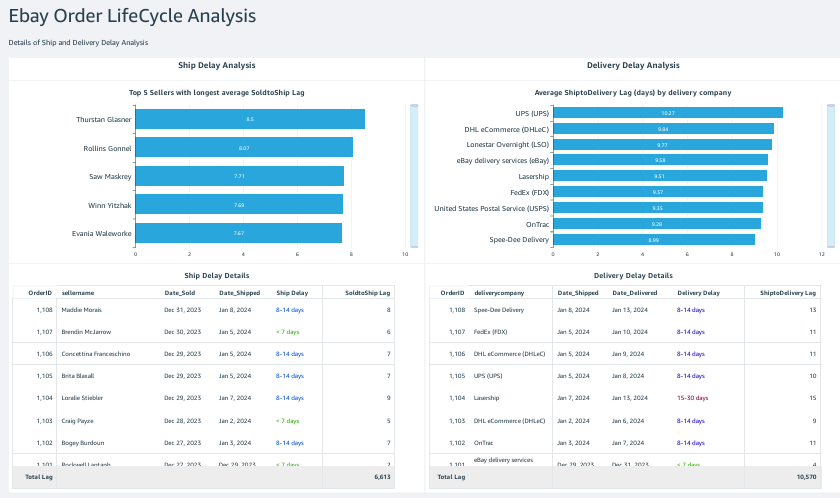 Ebay Order LifeCycle Analysis
Details of Ship and Delivery Delay Analysis
Ship Delay Analysis
Top 5 Sellers with longest average SoldtoShip Lag
Thurstan Glasner 8.5
Rollins Gonnel 8.07
Saw Maskrey 7.71
Winn Yitzhak 7.69
Evania Waleworke 7.67
0 2 4 6 8 10
Delivery Delay Analysis
Average ShiptoDelivery Lag (days) by delivery company
UPS (UPS) 10.27
DHL eCommerce (DHLeC) 9.84
Lonestar Overnight (LSO) 9.77
eBay delivery services (eBay) 9.58
Lasership 9.51
FedEx (FDX) 9.37
United States Postal Service (USPS) 9.35
OnTrac 9.28
Spee-Dee Delivery 8.98
0 2 4 6 8 10 12
Ship Delay Details
OrderID sellername Date_Sold Date_Shipped Ship Delay SoldtoShip Lag
1,108 Maddie Morais Dec 31, 2023 Jan 8, 2024 8-14 days 8
1,107 Brendin McJarrow Dec 30, 2023 Jan 5, 2024 < 7 days 6
1,106 Concettina Franceschino Dec 29, 2023 Jan 5, 2024 8-14 days 7
1,105 Brita Blaxall Dec 29, 2023 Jan 5, 2024 8-14 days 7
1,104 Loralie Stiebler Dec 29, 2023 Jan 7, 2024 8-14 days 9
1,103 Craig Payze Dec 28, 2023 Jan 2, 2024 < 7 days 5
1,102 Bogey Burdoun Dec 27, 2023 Jan 3, 2024 8-14 days 7
1,101 Rockwell Dec 27, 2023 Dec 29, 2023 < 7 days 2
Total Lag 6,613
Delivery Delay Details
OrderID deliverycompany Date_Shipped Date_Delivered Delivery Delay ShiptoDelivery Lag
1,108 Spee-Dee Delivery Jan 8, 2024 Jan 13, 2024 8-14 days 13
1,107 FedEx (FDX) Jan 5, 2024 Jan 10, 2024 8-14 days 11
1,106 DHL eCommerce (DHLeC) Jan 5, 2024 Jan 9, 2024 8-14 days 11
1,105 UPS (UPS) Jan 5, 2024 Jan 8, 2024 8-14 days 10
1,104 Lasership Jan 7, 2024 Jan 13, 2024 15-30 days 15
1,103 DHL eCommerce (DHLeC) Jan 2, 2024 Jan 6, 2024 8-14 days 9
1,102 OnTrac Jan 3, 2024 Jan 7, 2024 8-14 days 11
1,101 eBay delivery services Dec 29, 2023 Dec 31, 2023 < 7 days 4
Total Lag 10,570